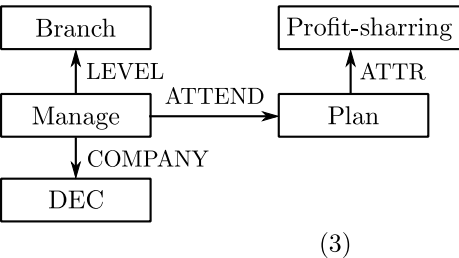 Branch
Profit-sharring
LEVEL
ATTR
ATTEND
Manage
Plan
COMPANY
DEC
(3)